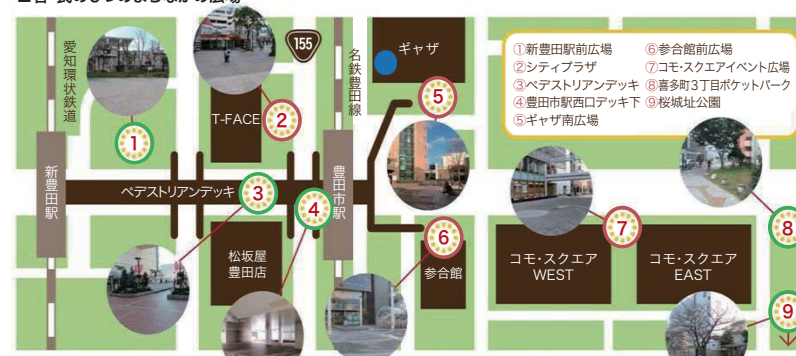 155
ギャザ
愛知環状鉄道
名鉄豊田線
①新豊田駅前広場
②シティプラザ
③ペデストリアンデッキ
④豊田市駅西口デッキ下
⑤ギャザ南広場
⑥参合館前広場
⑦コモ・スクエアイベント広場
⑧喜多町3丁目ポケットパーク
⑨桜城址公園
T-FACE
1
2
5
新豊田駅
ペデストリアンデッキ
3
4
豊田市駅
6
7
8
松坂屋
豊田店
参合館
コモ・スクエア
WEST
コモ・スクエア
EAST
9